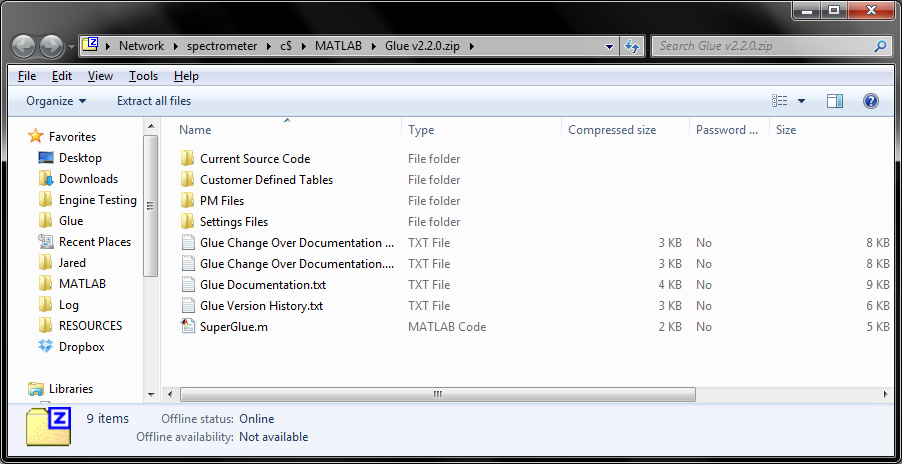 Network ▸ spectrometer ▸ c$ ▸ MATLAB ▸ Glue v2.2.0.zip ▸
Search Glue v2.2.0.zip
File Edit View Tools Help
Organize Extract all files
Favorites
Desktop
Downloads
Engine Testing
Glue
Recent Places
Jared
MATLAB
Log
RESOURCES
Dropbox
Libraries
Name Type Compressed size Password ... Size
Current Source Code File folder
Customer Defined Tables File folder
PM Files File folder
Settings Files File folder
Glue Change Over Documentation ... TXT File 3 KB No 8 KB
Glue Change Over Documentation.... TXT File 3 KB No 8 KB
Glue Documentation.txt TXT File 4 KB No 9 KB
Glue Version History.txt TXT File 3 KB No 6 KB
SuperGlue.m MATLAB Code 2 KB No 5 KB
9 items Offline status: Online
Offline availability: Not available